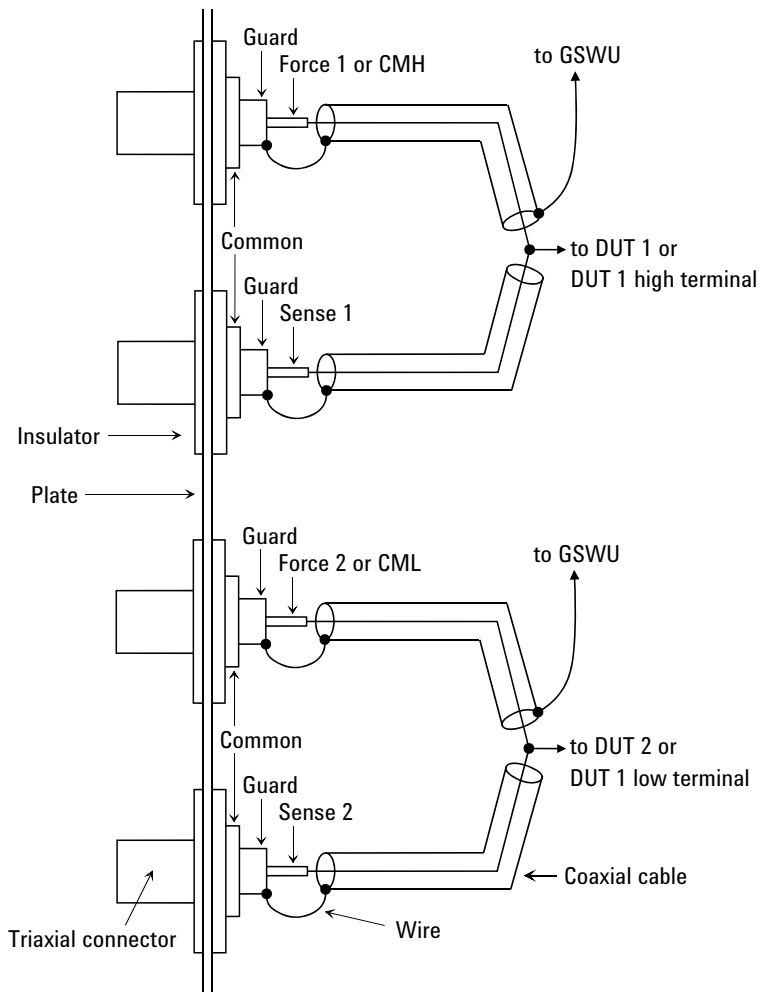 Guard
Force 1 or CMH
to GSWU
Common
to DUT 1 or
DUT 1 high terminal
Guard
Sense 1
Insulator
Plate
Guard
Force 2 or CML
to GSWU
Common
to DUT 2 or
DUT 1 low terminal
Guard
Sense 2
Coaxial cable
Wire
Triaxial connector